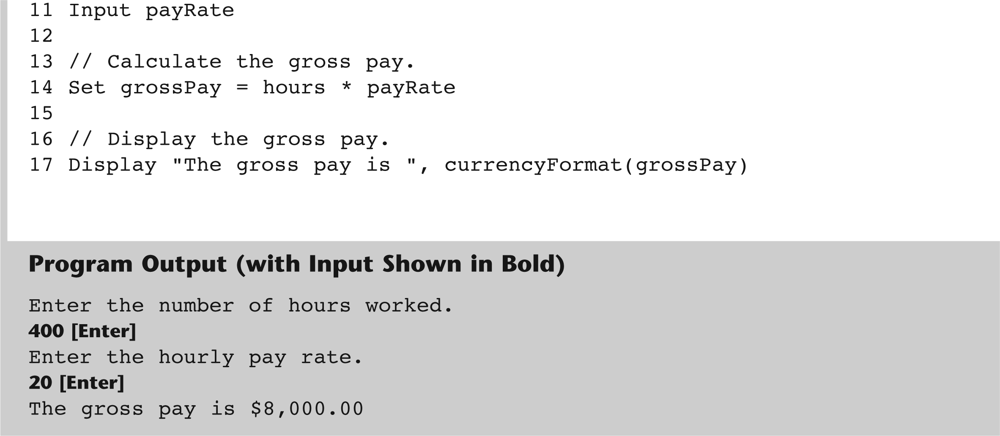 11 Input payRate
12
13 // Calculate the gross pay.
14 Set grossPay = hours * payRate
15
16 // Display the gross pay.
17 Display "The gross pay is ", currencyFormat(grossPay)
Program Output (with Input Shown in Bold)
Enter the number of hours worked.
400 [Enter]
Enter the hourly pay rate.
20 [Enter]
The gross pay is $8,000.00